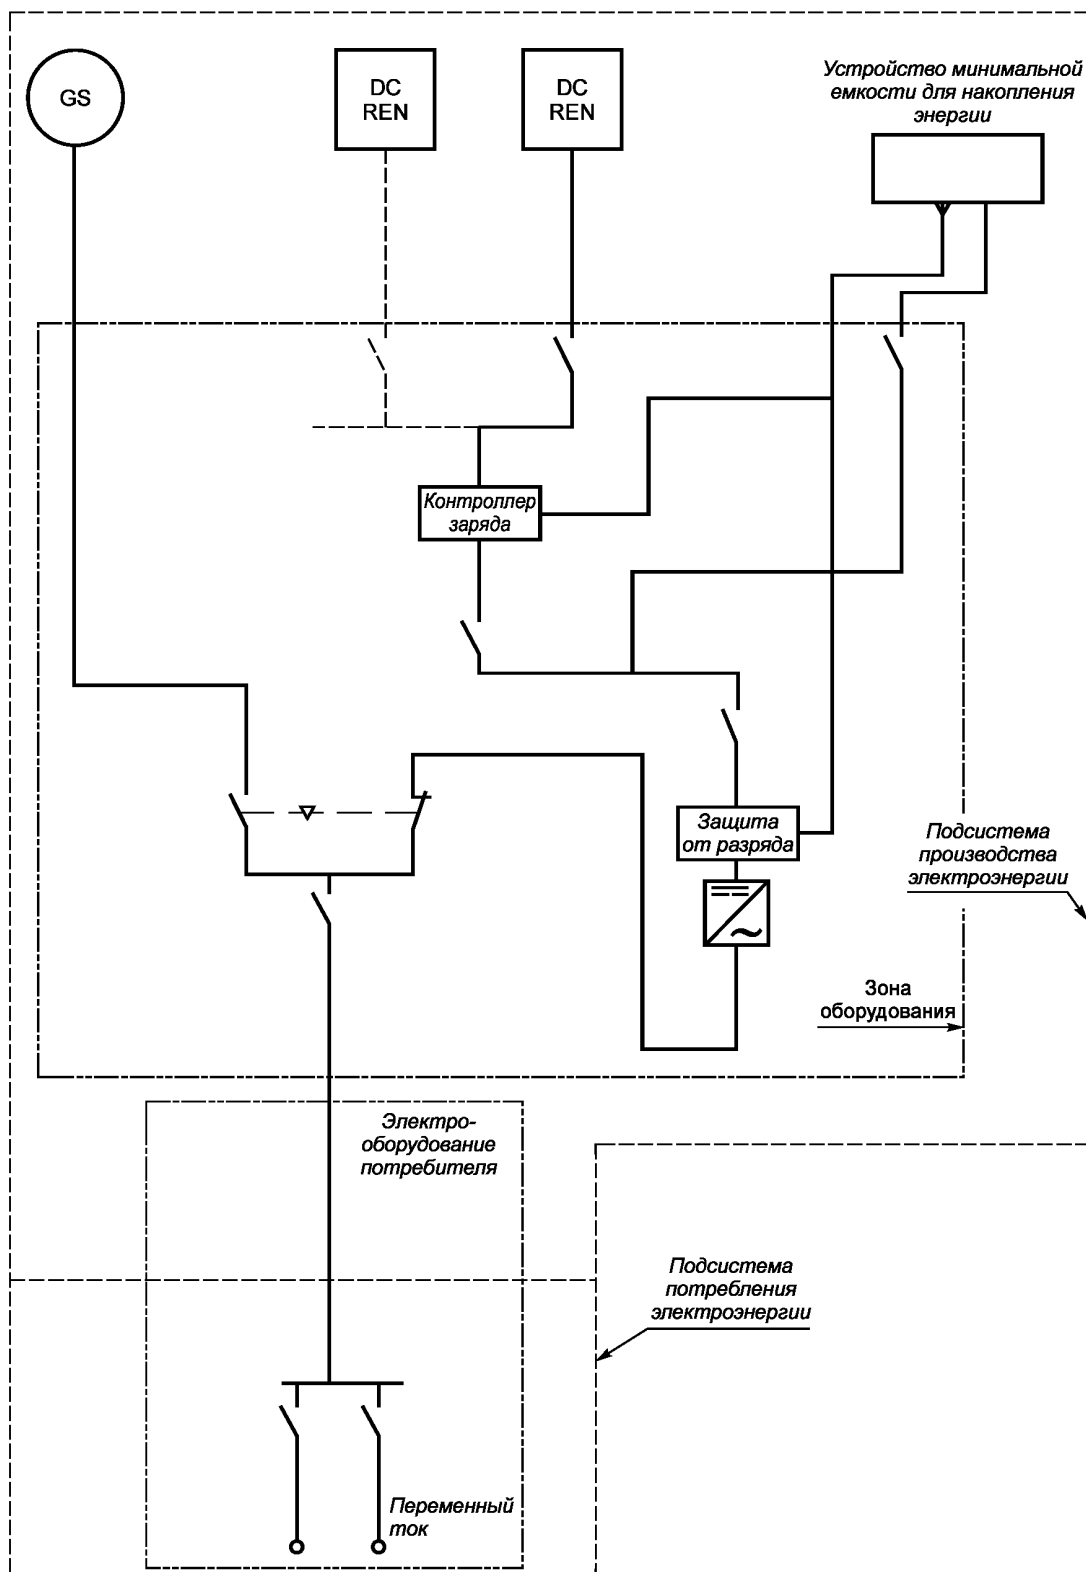 GS
DC
REN
DC
REN
Устройство минимальной
емкости для накопления
энергии
Контроллер
заряда
Защита
от разряда
Подсистема
производства
электроэнергии
Зона
оборудования
Электро-
оборудование
потребителя
Подсистема
потребления
электроэнергии
Переменный
ток